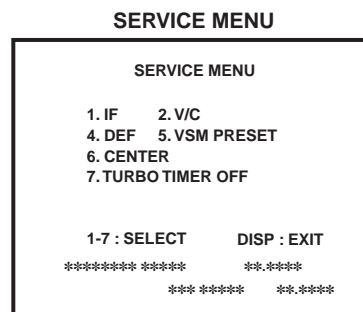 SERVICE MENU
SERVICE MENU
1. IF 2. V/C
4. DEF 5. VSM PRESET
6. CENTER
7. TURBO TIMER OFF
1-7 : SELECT DISP : EXIT
******** ***** **.****
*** ***** **.****